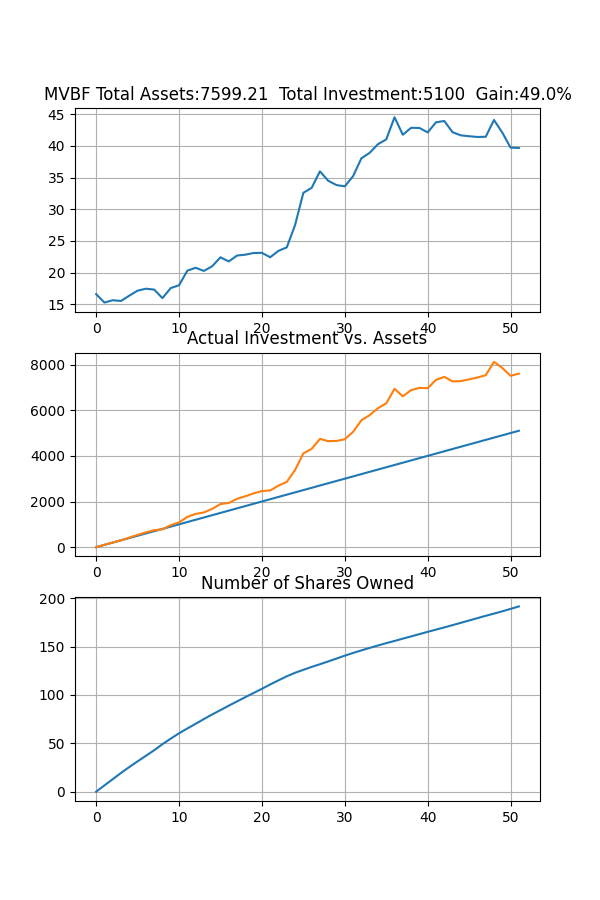 MVBF Total Assets:7599.21  Total Investment:5100  Gain:49.0%
45
40
35
30
25
20
15
0 10 20 30 40 50
Actual Investment vs. Assets
8000
6000
4000
2000
0
0 10 20 30 40 50
Number of Shares Owned
200
150
100
50
0
0 10 20 30 40 50